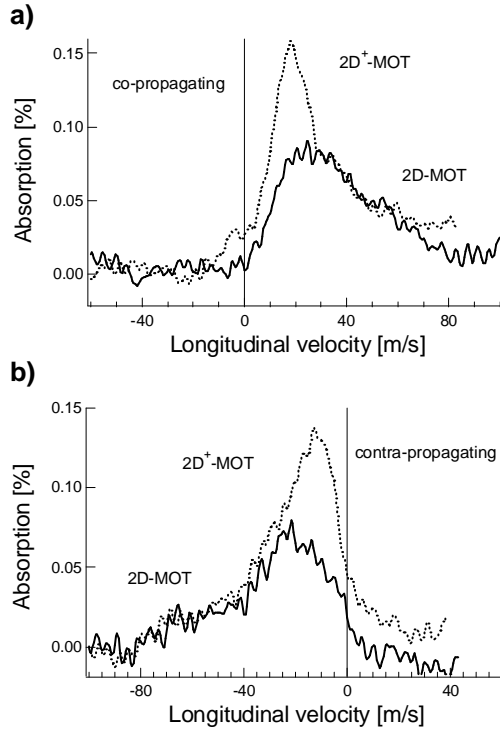 a)
0.15
2D+-MOT
co-propagating
0.10
2D-MOT
0.05
0.00
Absorption [%]
-40 0 40 80
Longitudinal velocity [m/s]
b)
0.15
2D+-MOT
contra-propagating
0.10
0.05
2D-MOT
0.00
Absorption [%]
-80 -40 0 40
Longitudinal velocity [m/s]